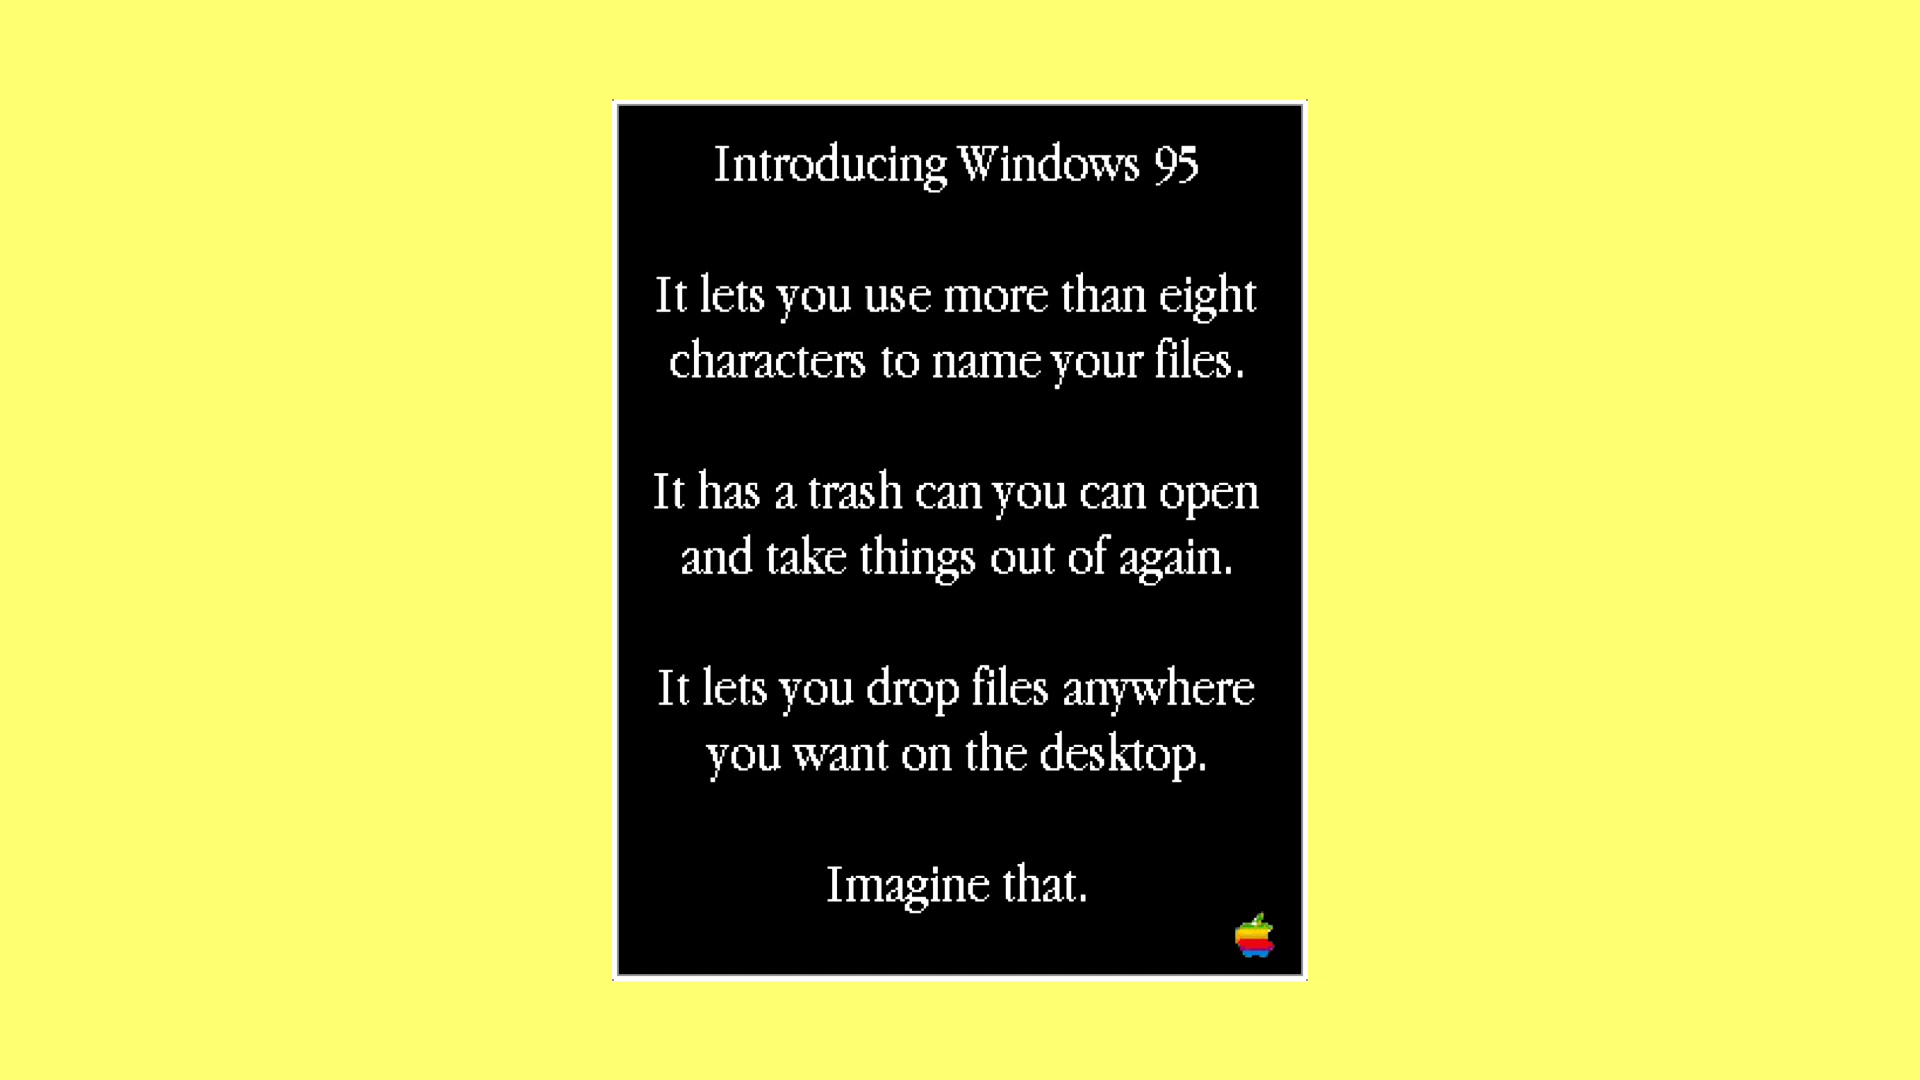 Introducing Windows 95
It lets you use more than eight
characters to name your files.
It has a trash can you can open
and take things out of again.
It lets you drop files anywhere
you want on the desktop.
Imagine that.